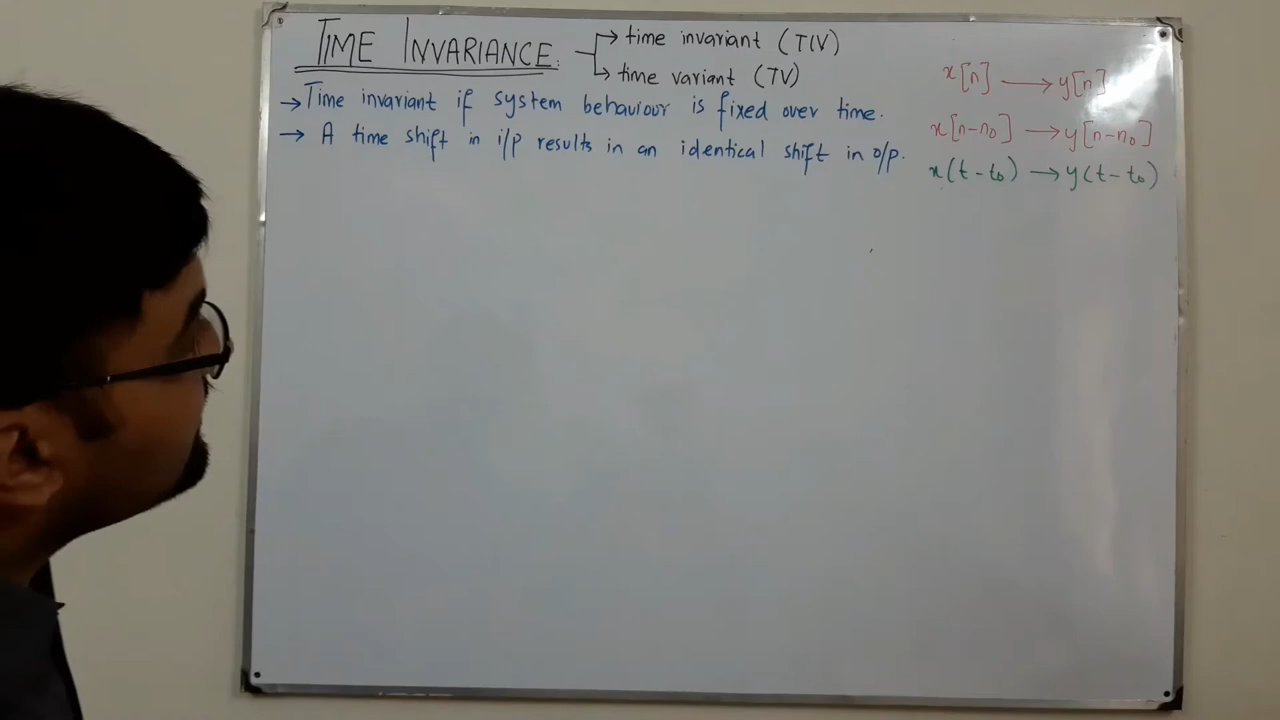 TIME INVARIANCE. → time invariant (TIV)
→ time variant (TV)
→ Time invariant if system behaviour is fixed over time.
→ A time shift in i/p results in an identical shift in o/p.
x[n] → y[n]
x[n-n₀] → y[n-n₀]
x(t-t₀) → y(t-t₀)